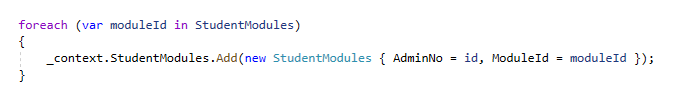 foreach (var moduleId in StudentModules)
{
_context.StudentModules.Add(new StudentModules { AdminNo = id, ModuleId = moduleId });
}